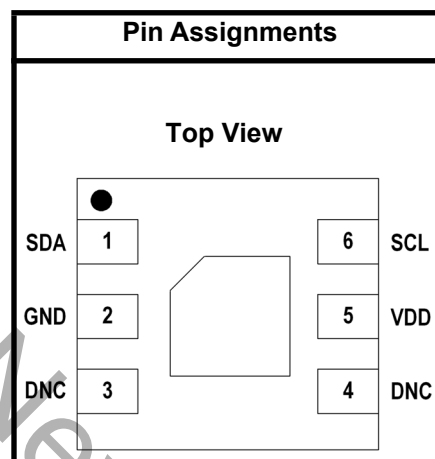 Pin Assignments
Top View
SDA 1 6 SCL
GND 2 5 VDD
DNC 3 4 DNC